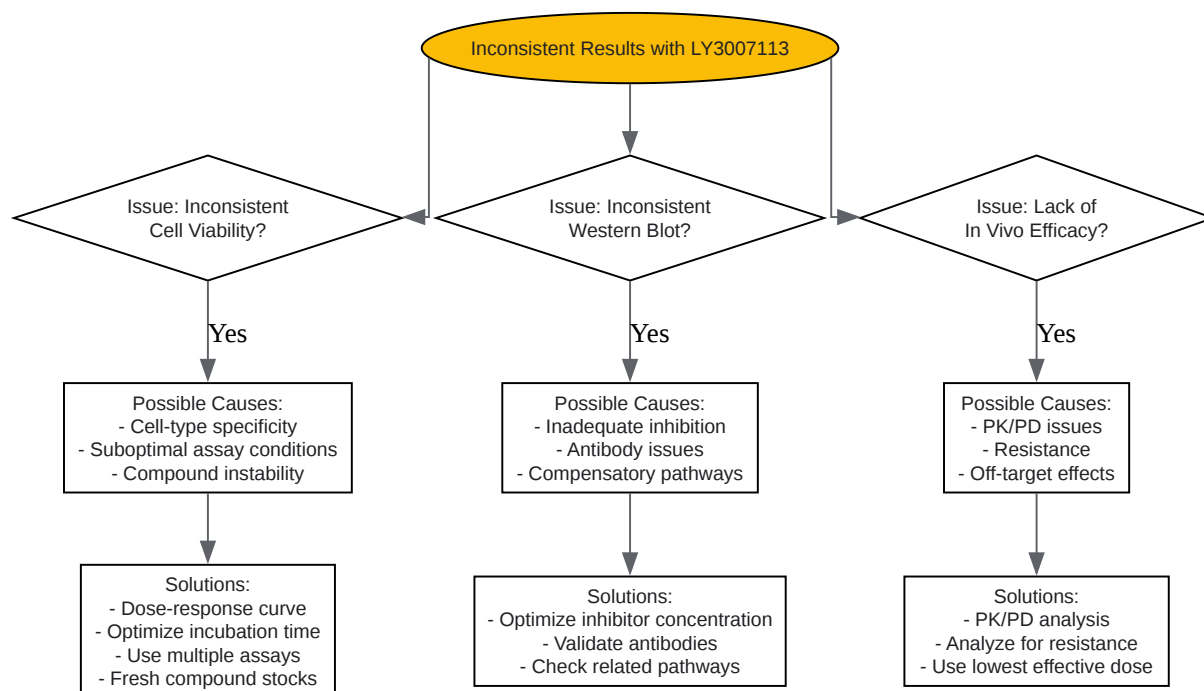 Inconsistent Results with LY3007113
Issue: Inconsistent
Cell Viability?
Issue: Inconsistent
Western Blot?
Issue: Lack of
In Vivo Efficacy?
Yes
Yes
Yes
Possible Causes:
- Cell-type specificity
- Suboptimal assay conditions
- Compound instability
Possible Causes:
- Inadequate inhibition
- Antibody issues
- Compensatory pathways
Possible Causes:
- PK/PD issues
- Resistance
- Off-target effects
Solutions:
- Dose-response curve
- Optimize incubation time
- Use multiple assays
- Fresh compound stocks
Solutions:
- Optimize inhibitor concentration
- Validate antibodies
- Check related pathways
Solutions:
- PK/PD analysis
- Analyze for resistance
- Use lowest effective dose